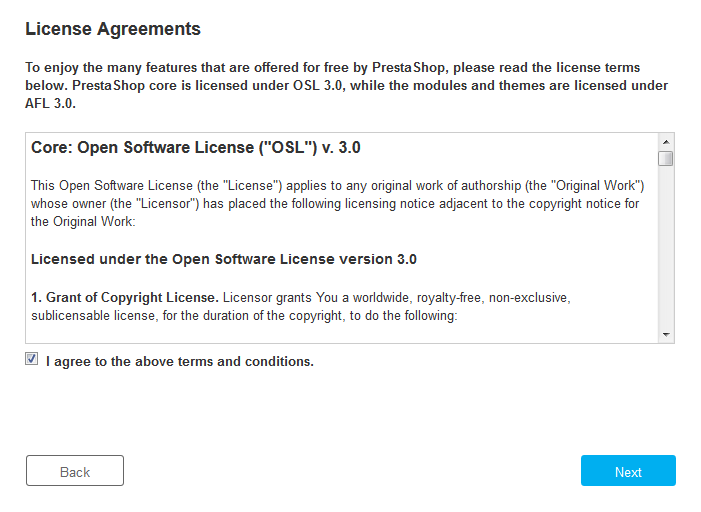 License Agreements
To enjoy the many features that are offered for free by PrestaShop, please read the license terms
below. PrestaShop core is licensed under OSL 3.0, while the modules and themes are licensed under
AFL 3.0.
Core: Open Software License ("OSL") v. 3.0
This Open Software License (the "License") applies to any original work of authorship (the "Original Work")
whose owner (the "Licensor") has placed the following licensing notice adjacent to the copyright notice for
the Original Work:
Licensed under the Open Software License version 3.0
1. Grant of Copyright License. Licensor grants You a worldwide, royalty-free, non-exclusive,
sublicensable license, for the duration of the copyright, to do the following:
I agree to the above terms and conditions.
Back
Next